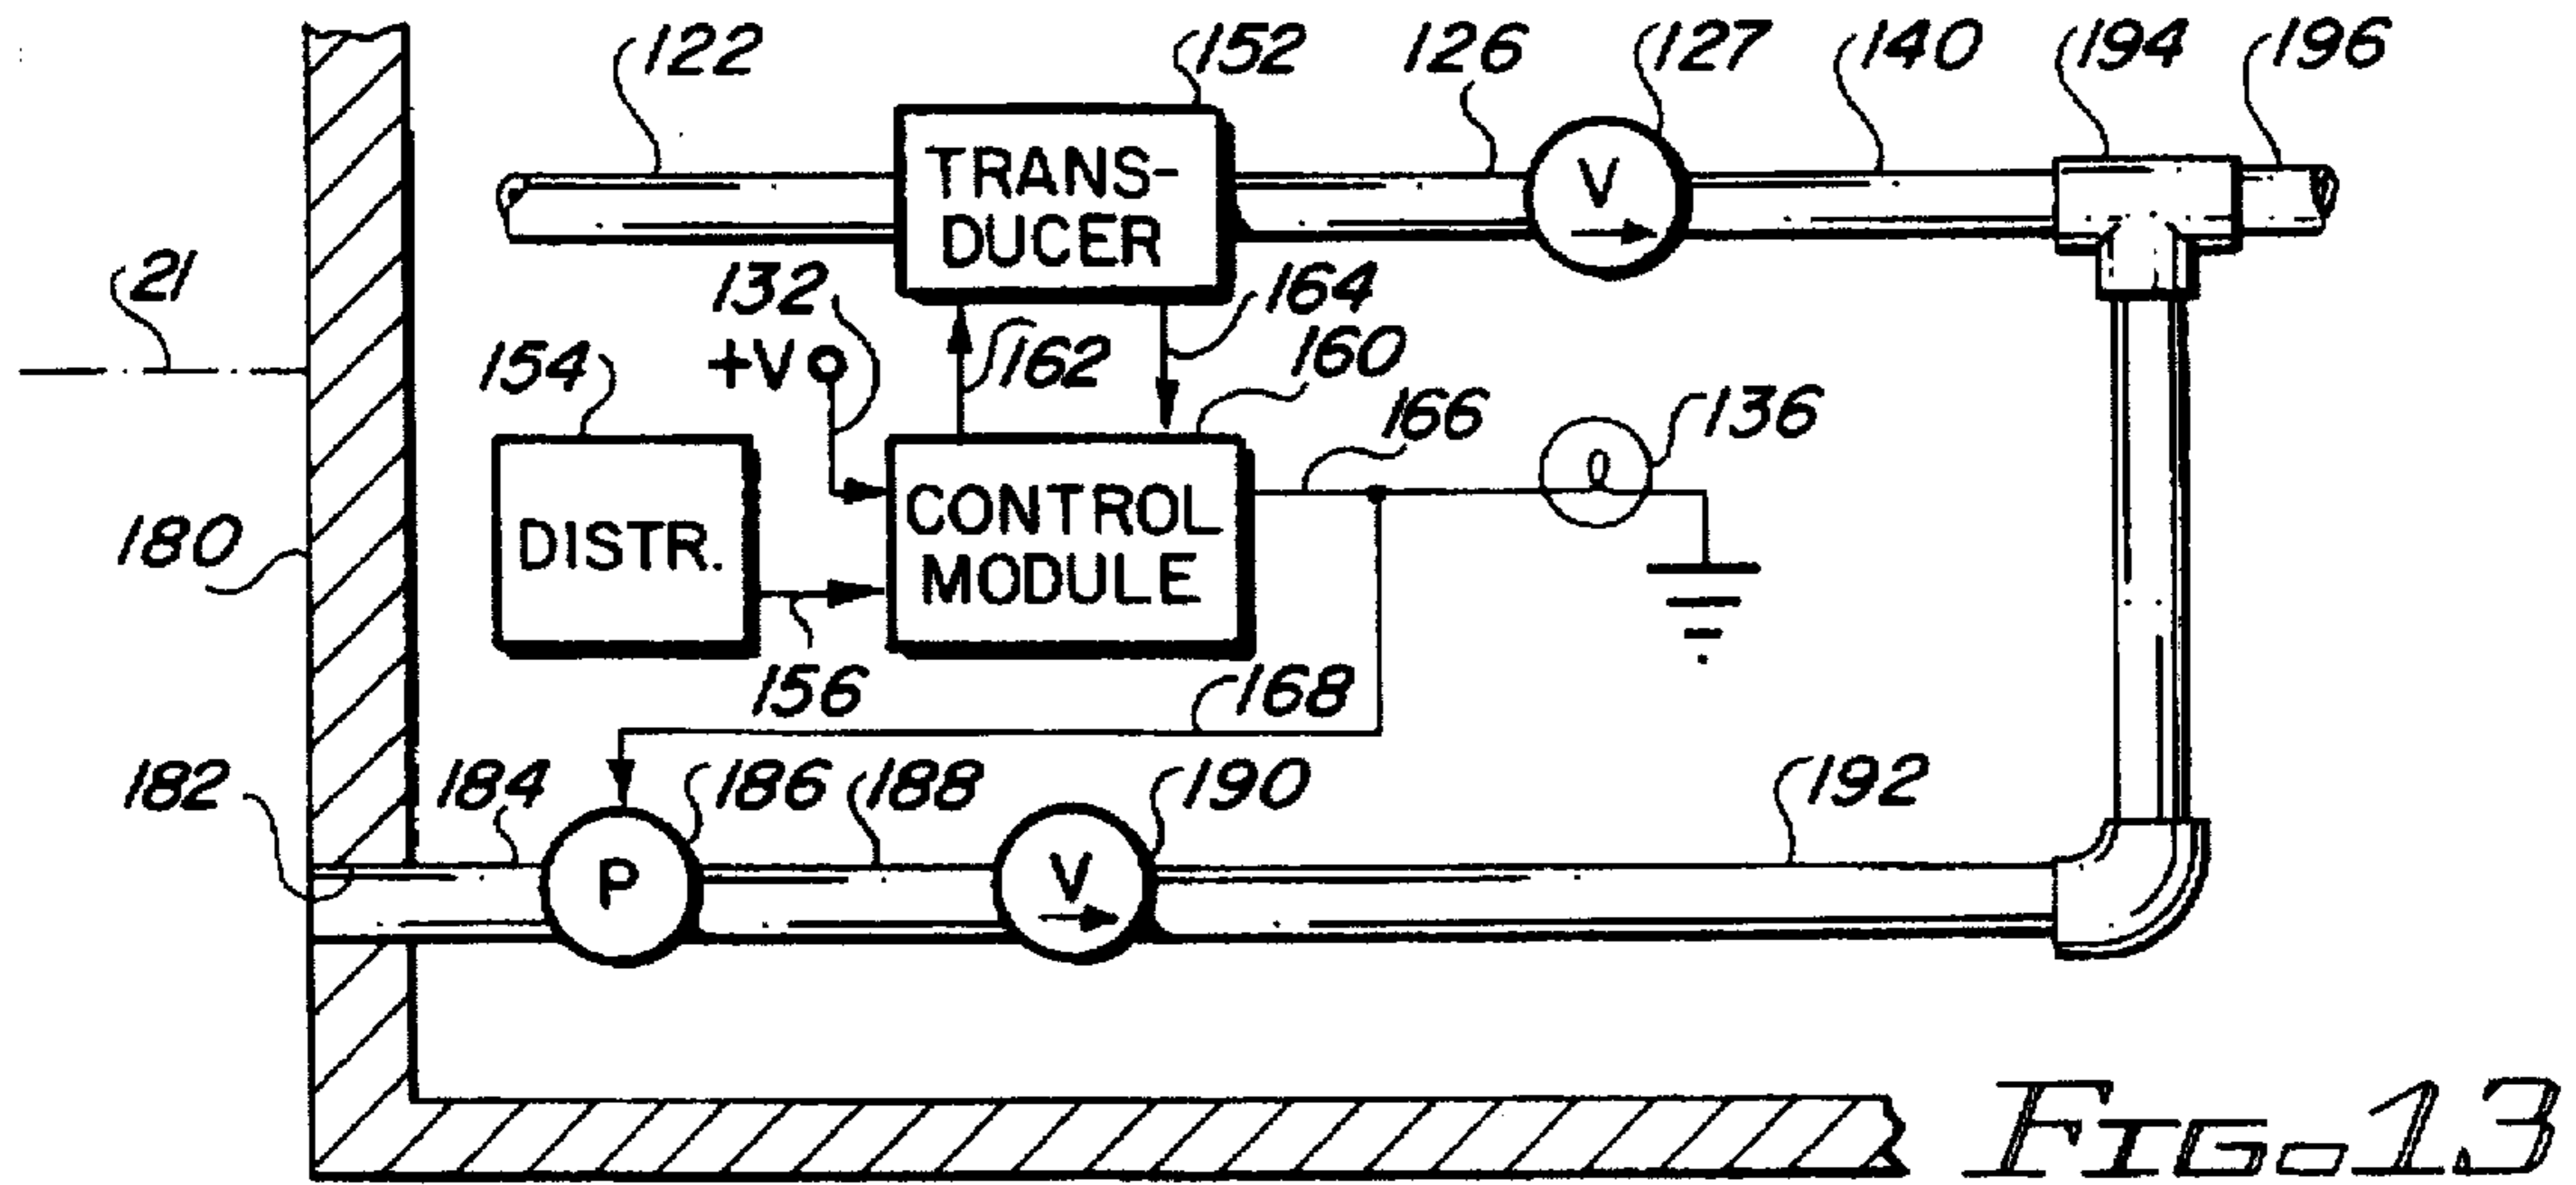 122 152 126 127 140 194 196
TRANS-
DUCER
V
21
132 164
+V 162 160
154
136
166
CONTROL
MODULE
DISTR.
180
156 168
182 184 186 188 190 192
P V
FIG. 13